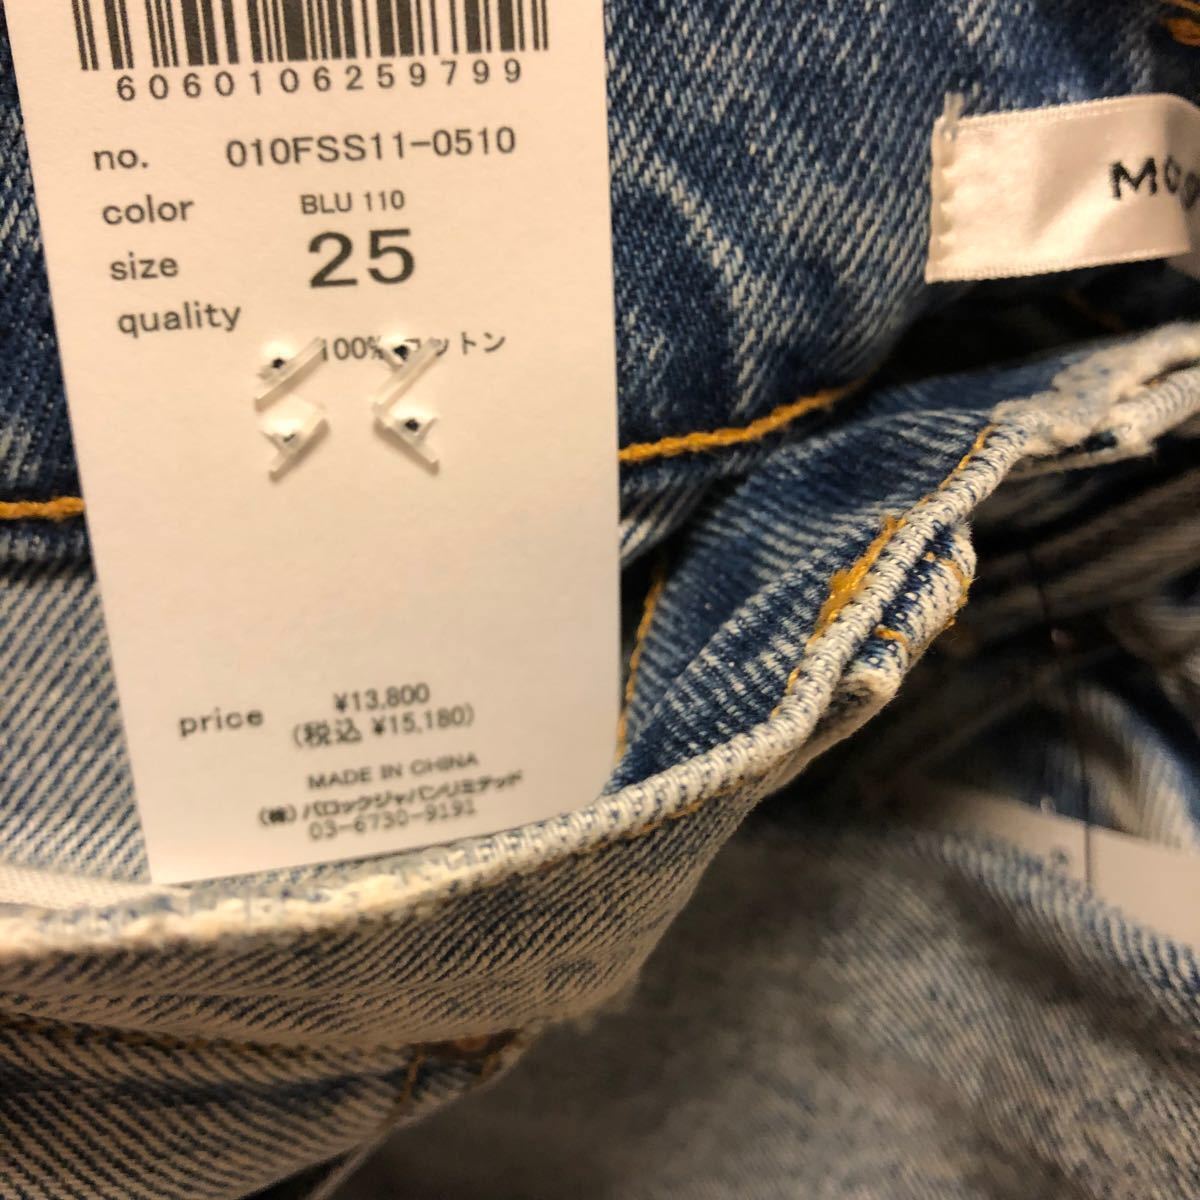 6060106259799
no. 010FSS11-0510
color BLU 110
size 25
quality
100% コットン
price ¥13,800
(税込 ¥15,180)
MADE IN CHINA
(株)バロックジャパンリミテッド
03-6730-9191